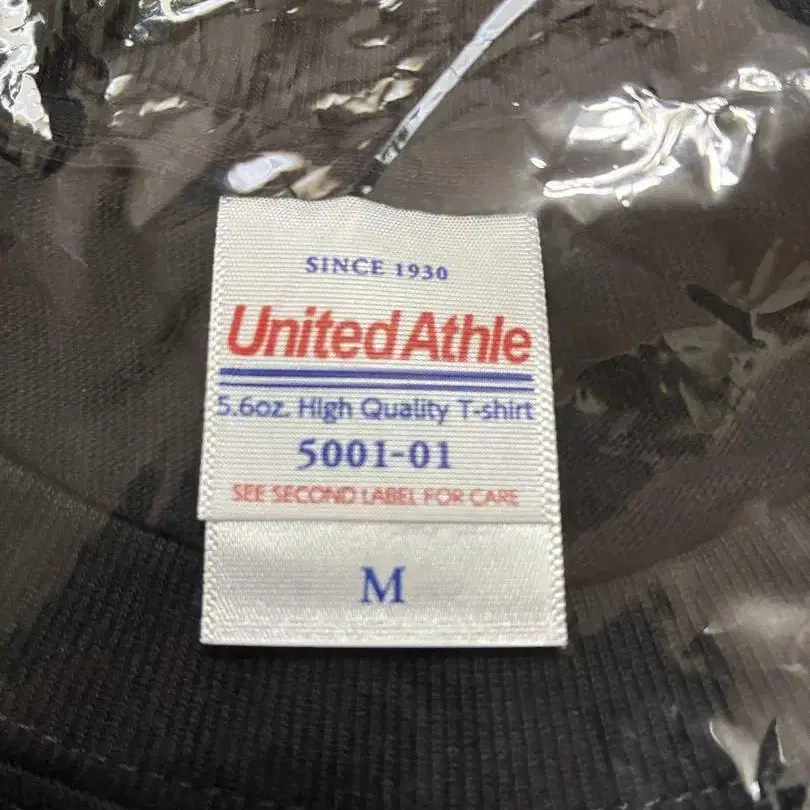 SINCE 1930
United Athle
5.6oz. High Quality T-shirt
5001-01
SEE SECOND LABEL FOR CARE
M